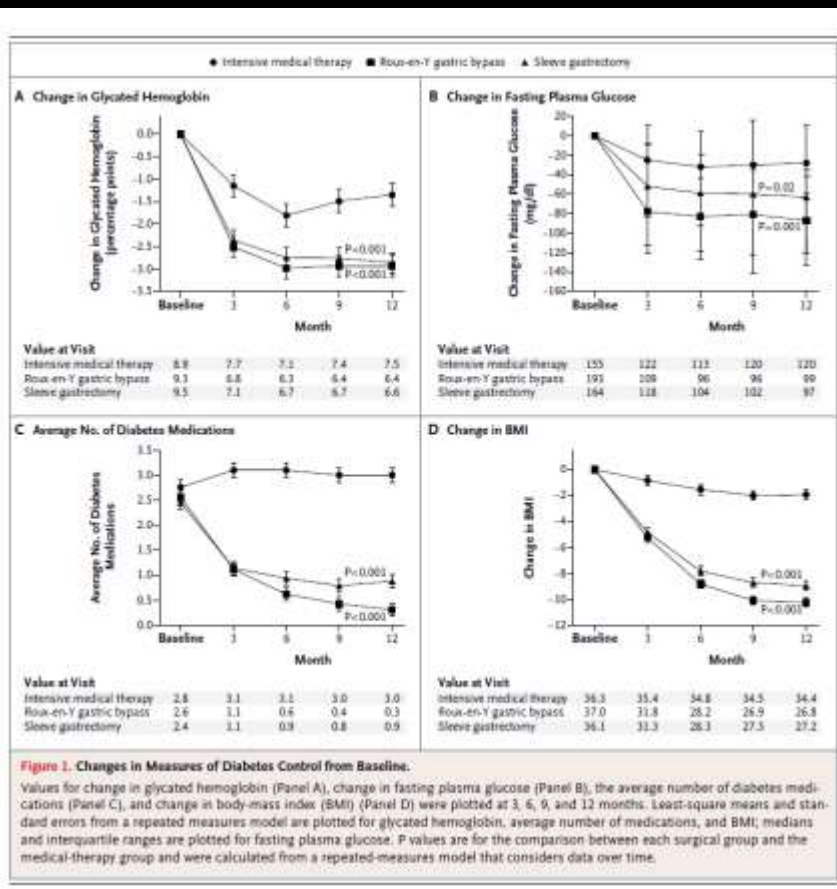 Intensive medical therapy Roux-en-Y gastric bypass Sleeve gastrectomy
A Change in Glycated Hemoglobin
Change in Glycated Hemoglobin
(percentage points)
0.0
-0.5
-1.0
-1.5
-2.0
-2.5
-3.0
-3.5
P<0.001
P<0.001
Baseline 3 6 9 12
Month
Value at Visit
Intensive medical therapy 8.9 7.7 7.1 7.4 7.5
Roux-en-Y gastric bypass 9.3 6.8 6.3 6.4 6.4
Sleeve gastrectomy 9.5 7.1 6.7 6.7 6.6
B Change in Fasting Plasma Glucose
Change in Fasting Plasma Glucose
(mg/dl)
20
0
-20
-40
-60
-80
-100
-120
-140
-160
P=0.02
P=0.001
Baseline 3 6 9 12
Month
Value at Visit
Intensive medical therapy 155 122 113 120 120
Roux-en-Y gastric bypass 193 109 96 96 99
Sleeve gastrectomy 164 118 104 102 97
C Average No. of Diabetes Medications
Average No. of Diabetes
Medications
3.5
3.0
2.5
2.0
1.5
1.0
0.5
0.0
P<0.001
P<0.001
Baseline 3 6 9 12
Month
Value at Visit
Intensive medical therapy 2.8 3.1 3.1 3.0 3.0
Roux-en-Y gastric bypass 2.6 1.1 0.6 0.4 0.3
Sleeve gastrectomy 2.4 1.1 0.9 0.8 0.9
D Change in BMI
Change in BMI
0
-2
-4
-6
-8
-10
-12
P<0.001
P<0.001
Baseline 3 6 9 12
Month
Value at Visit
Intensive medical therapy 36.3 35.4 34.8 34.5 34.4
Roux-en-Y gastric bypass 37.0 31.8 28.2 26.9 26.8
Sleeve gastrectomy 36.1 31.3 28.3 27.5 27.2
Figure 1. Changes in Measures of Diabetes Control from Baseline.
Values for change in glycated hemoglobin (Panel A), change in fasting plasma glucose (Panel B), the average number of diabetes medi-
cations (Panel C), and change in body-mass index (BMI) (Panel D) were plotted at 3, 6, 9, and 12 months. Least-square means and stan-
dard errors from a repeated measures model are plotted for glycated hemoglobin, average number of medications, and BMI; medians
and interquartile ranges are plotted for fasting plasma glucose. P values are for the comparison between each surgical group and the
medical-therapy group and were calculated from a repeated-measures model that considers data over time.